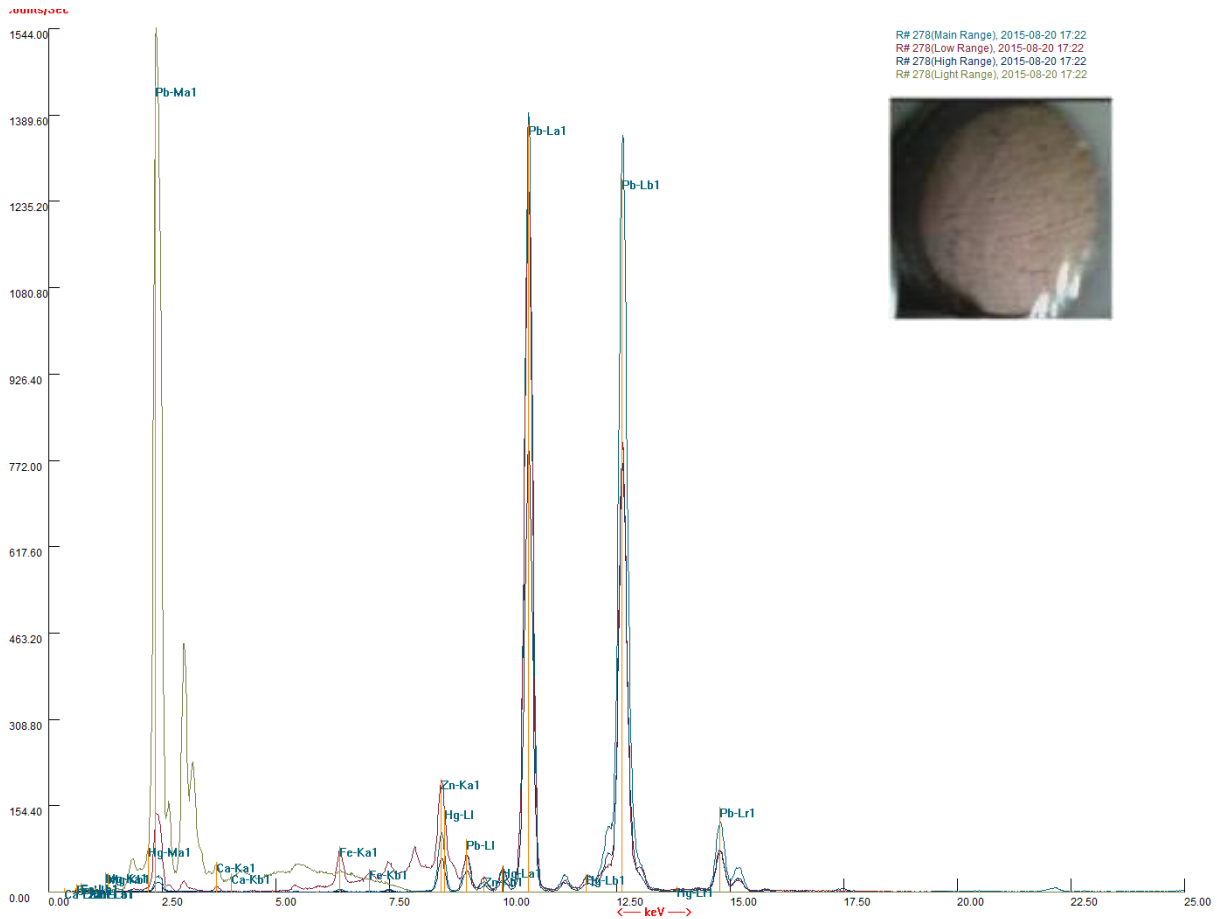 Counts/Sec
1544.00
1389.60
1235.20
1080.80
926.40
772.00
617.60
463.20
308.80
154.40
0.00
R# 278(Main Range), 2015-08-20 17:22
R# 278(Low Range), 2015-08-20 17:22
R# 278(High Range), 2015-08-20 17:22
R# 278(Light Range), 2015-08-20 17:22
Pb-Ma1
Pb-La1
Pb-Lb1
Zn-Ka1
Hg-Ll
Pb-Lr1
Pb-Ll
Hg-Ma1
Fe-Ka1
Ca-Ka1
Hg-La1
Fe-Kb1
Ca-Kb1
Hg-Lb1
Hg-Lr1
0.00 2.50 5.00 7.50 10.00 12.50 15.00 17.50 20.00 22.50 25.00
<-- keV -->